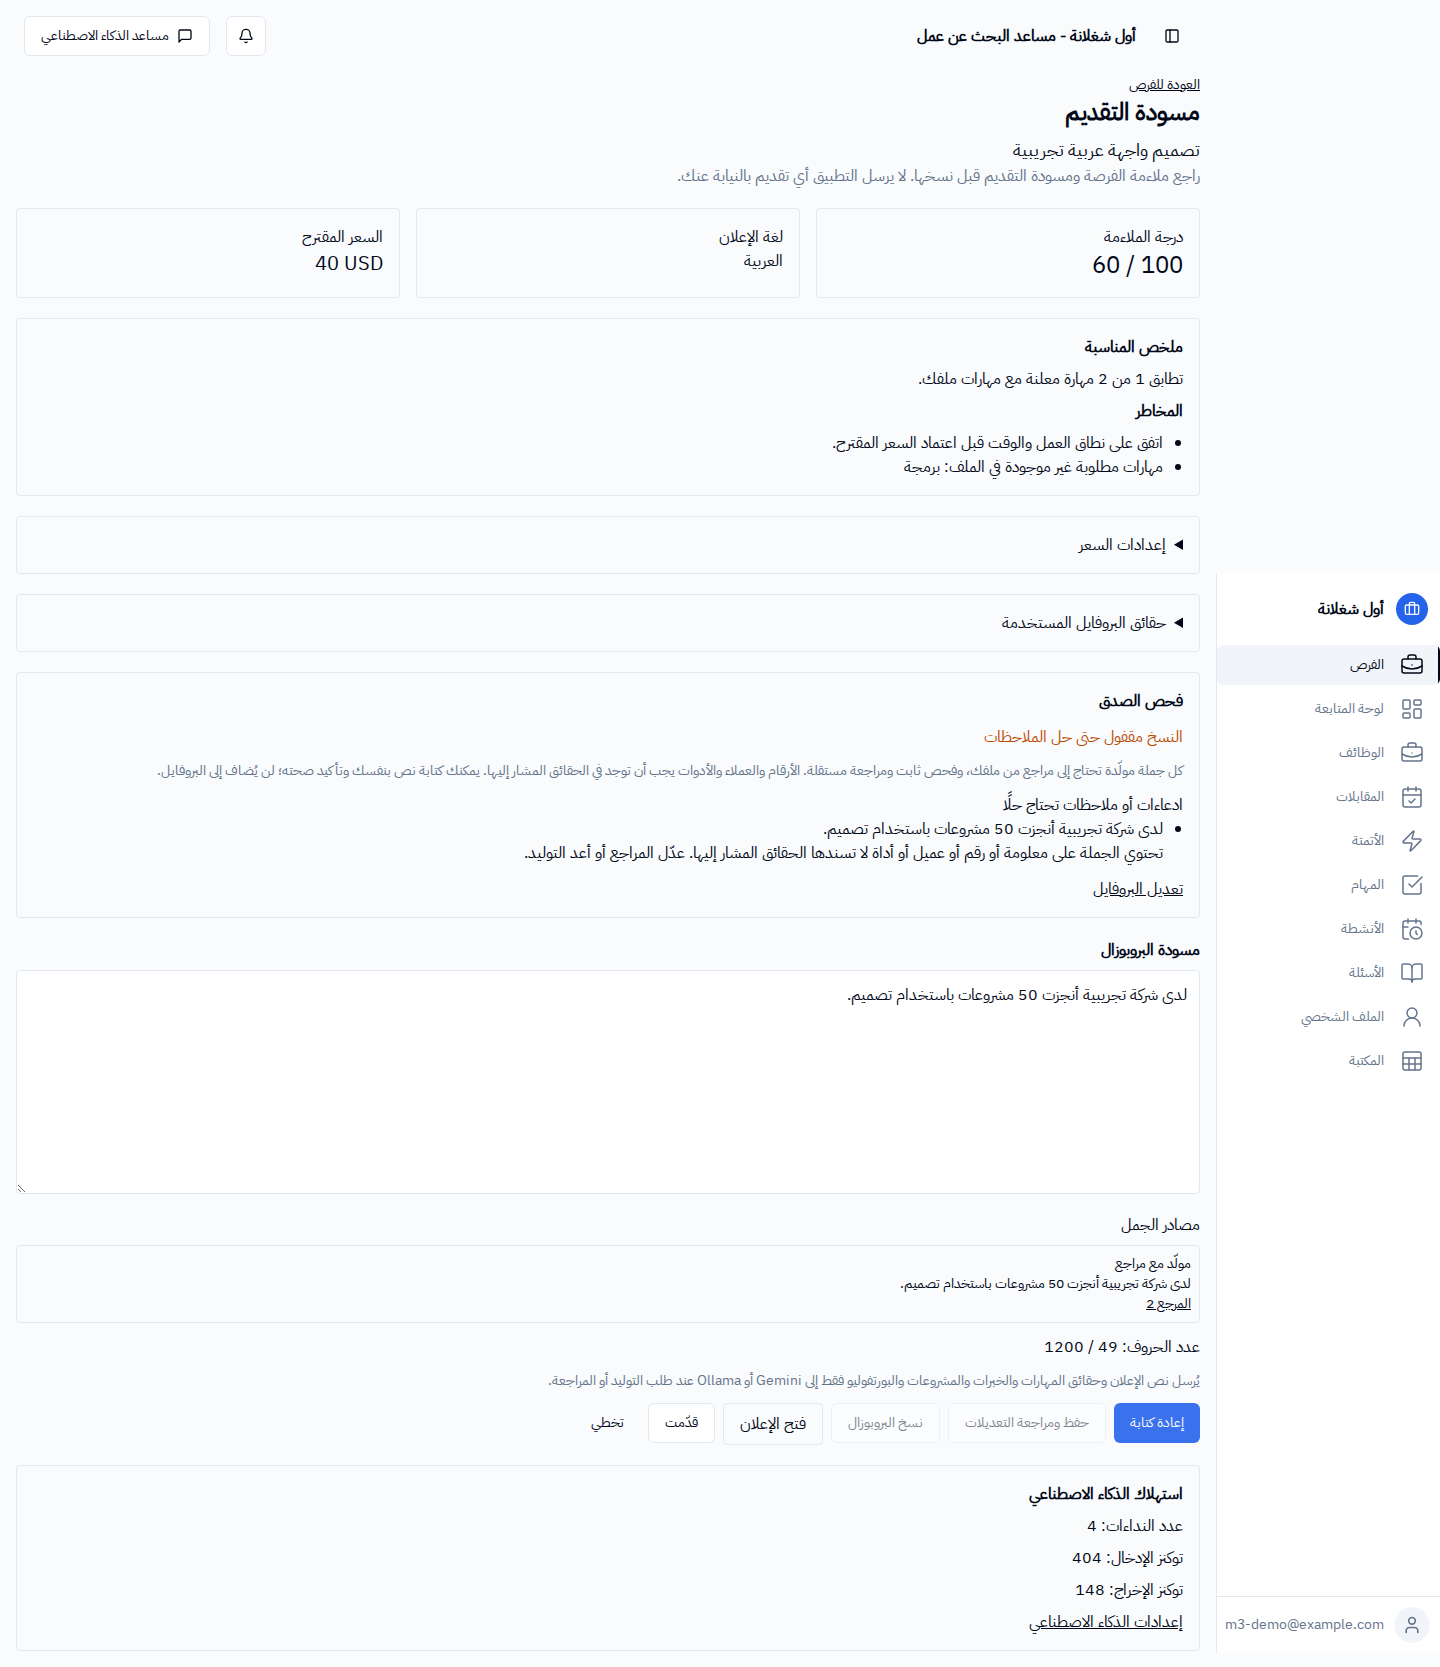 أول شغلانة - مساعد البحث عن عمل
مساعد الذكاء الاصطناعي
العودة للفرص
مسودة التقديم
تصميم واجهة عربية تجريبية
راجع ملاءمة الفرصة ومسودة التقديم قبل نسخها. لا يرسل التطبيق أي تقديم بالنيابة عنك.
درجة الملاءمة
60 / 100
لغة الإعلان
العربية
السعر المقترح
40 USD
ملخص المناسبة
تطابق 1 من 2 مهارة معلنة مع مهارات ملفك.
المخاطر
اتفق على نطاق العمل والوقت قبل اعتماد السعر المقترح.
مهارات مطلوبة غير موجودة في الملف: برمجة
إعدادات السعر
حقائق البروفايل المستخدمة
فحص الصدق
النسخ مقفول حتى حل الملاحظات
كل جملة مولّدة تحتاج إلى مراجع من ملفك، وفحص ثابت ومراجعة مستقلة. الأرقام والعملاء والأدوات يجب أن توجد في الحقائق المشار إليها. يمكنك كتابة نص بنفسك وتأكيد صحته؛ لن يُضاف إلى البروفايل.
ادعاءات أو ملاحظات تحتاج حلًا
لدى شركة تجريبية أنجزت 50 مشروعات باستخدام تصميم.
تحتوي الجملة على معلومة أو رقم أو عميل أو أداة لا تسندها الحقائق المشار إليها. عدّل المراجع أو أعد التوليد.
تعديل البروفايل
مسودة البروبوزال
لدى شركة تجريبية أنجزت 50 مشروعات باستخدام تصميم.
مصادر الجمل
مولّد مع مراجع
لدى شركة تجريبية أنجزت 50 مشروعات باستخدام تصميم.
المرجع 2
عدد الحروف: 49 / 1200
يُرسل نص الإعلان وحقائق المهارات والخبرات والمشروعات والبورتفوليو فقط إلى Gemini أو Ollama عند طلب التوليد أو المراجعة.
إعادة كتابة
حفظ ومراجعة التعديلات
نسخ البروبوزال
فتح الإعلان
قدّمت
تخطي
استهلاك الذكاء الاصطناعي
عدد النداءات: 4
توكنز الإدخال: 404
توكنز الإخراج: 148
إعدادات الذكاء الاصطناعي
أول شغلانة
الفرص
لوحة المتابعة
الوظائف
المقابلات
الأتمتة
المهام
الأنشطة
الأسئلة
الملف الشخصي
المكتبة
m3-demo@example.com